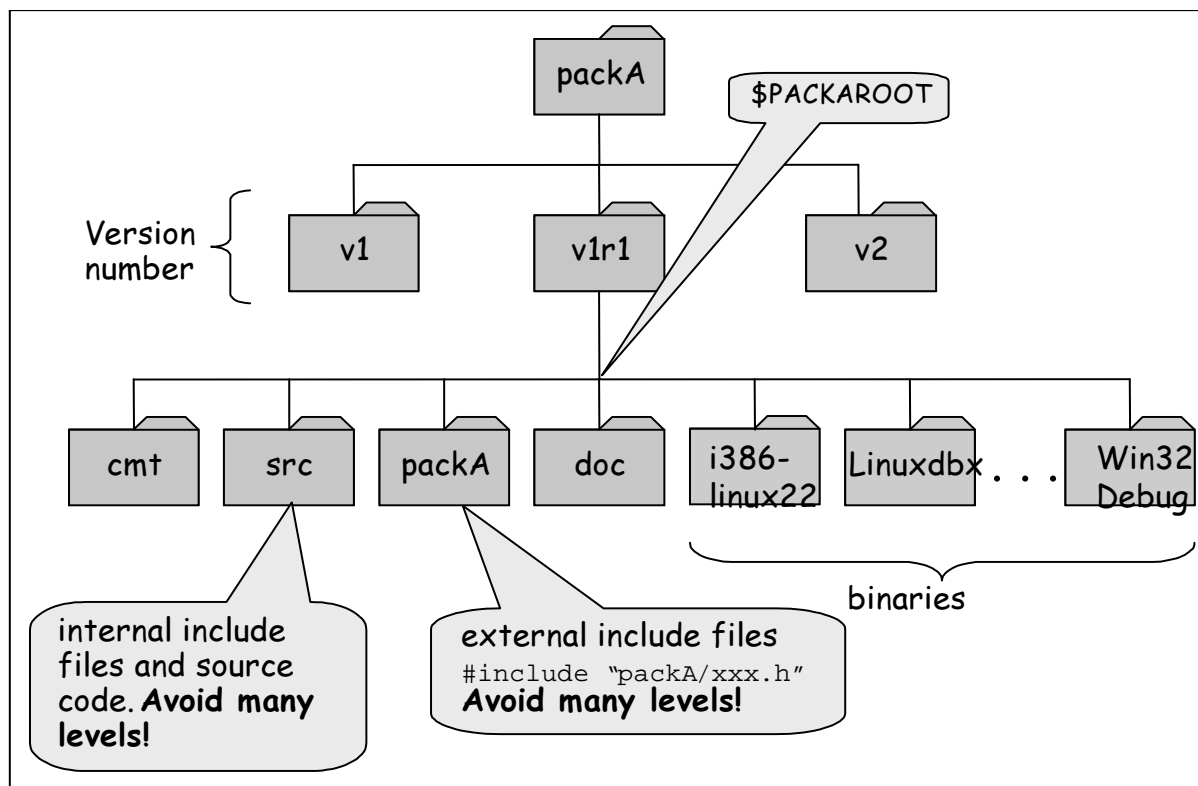 packA
$PACKAROOT
Version
number
v1
v1r1
v2
cmt
src
packA
doc
i386-
linux22
Linuxdbx
. . .
Win32
Debug
binaries
internal include
files and source
code. Avoid many
levels!
external include files
#include “packA/xxx.h”
Avoid many levels!